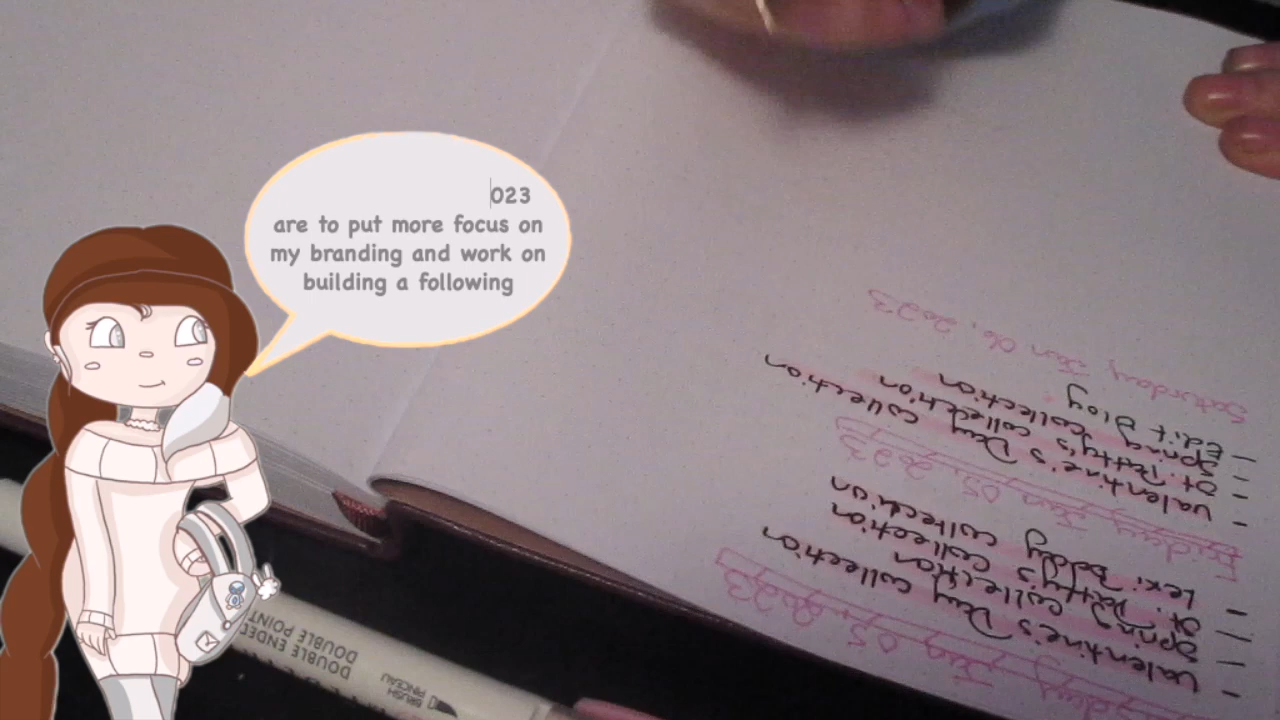 023
are to put more focus on
my branding and work on
building a following
- Valentine's Day collection
- Spring collection
- St. Patty's collection
- Lexi collection
Friday, Jan 05, 2023
- Valentine's Day collection
- St. Patty's collection
- Spring collection
- Edit Blog
Saturday, Jan 06, 2023
DOUBLE ENDED
DOUBLE POINT
BRUSH
PINCEAU